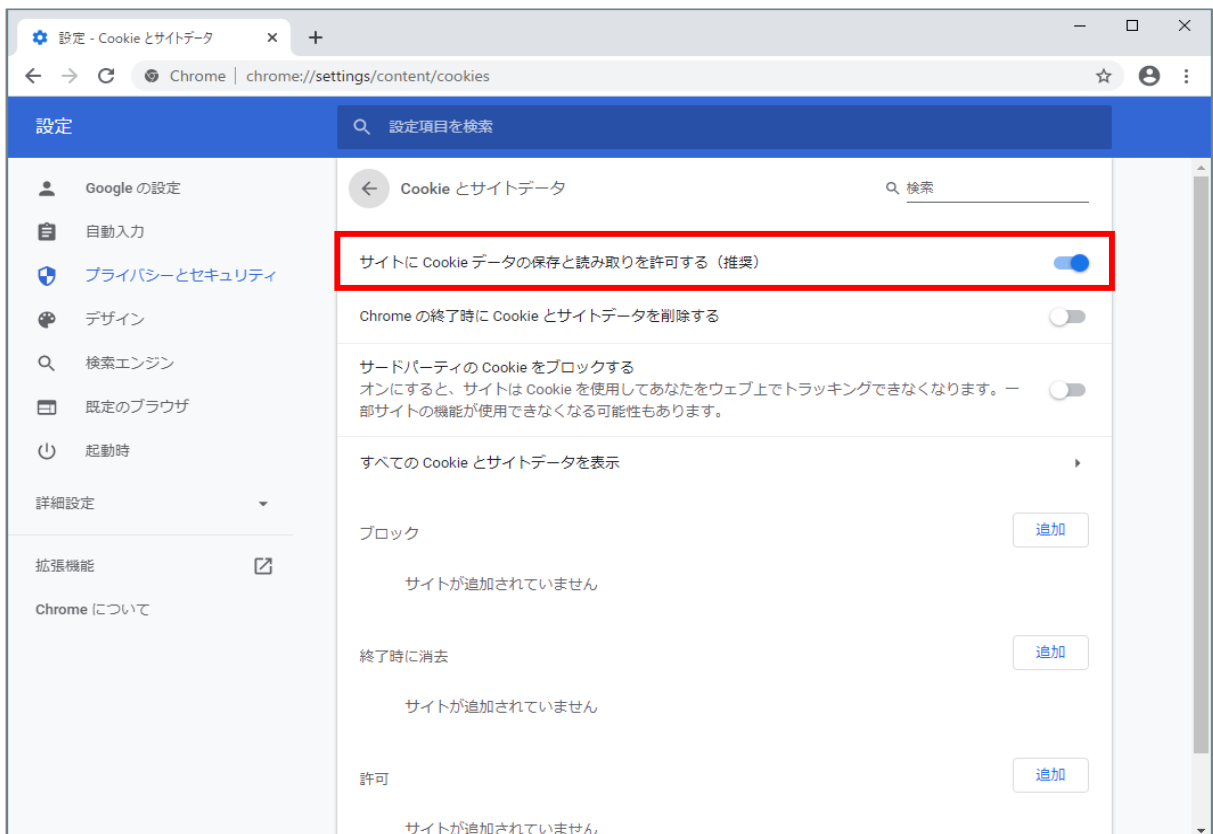 設定 - Cookie とサイトデータ
Chrome | chrome://settings/content/cookies
設定
設定項目を検索
Google の設定
自動入力
プライバシーとセキュリティ
デザイン
検索エンジン
既定のブラウザ
起動時
詳細設定
拡張機能
Chrome について
Cookie とサイトデータ
検索
サイトに Cookie データの保存と読み取りを許可する（推奨）
Chrome の終了時に Cookie とサイトデータを削除する
サードパーティの Cookie をブロックする
オンにすると、サイトは Cookie を使用してあなたをウェブ上でトラッキングできなくなります。一
部サイトの機能が使用できなくなる可能性もあります。
すべての Cookie とサイトデータを表示
ブロック
追加
サイトが追加されていません
終了時に消去
追加
サイトが追加されていません
許可
追加
サイトが追加されていません